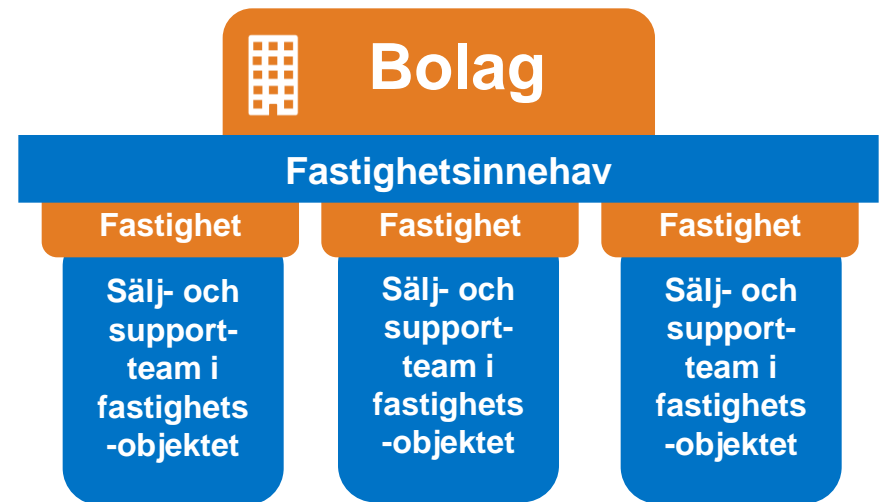 Bolag
Fastighetsinnehav
Fastighet
Sälj- och
support-
team i
fastighets
-objektet
Fastighet
Sälj- och
support-
team i
fastighets
-objektet
Fastighet
Sälj- och
support-
team i
fastighets
-objektet